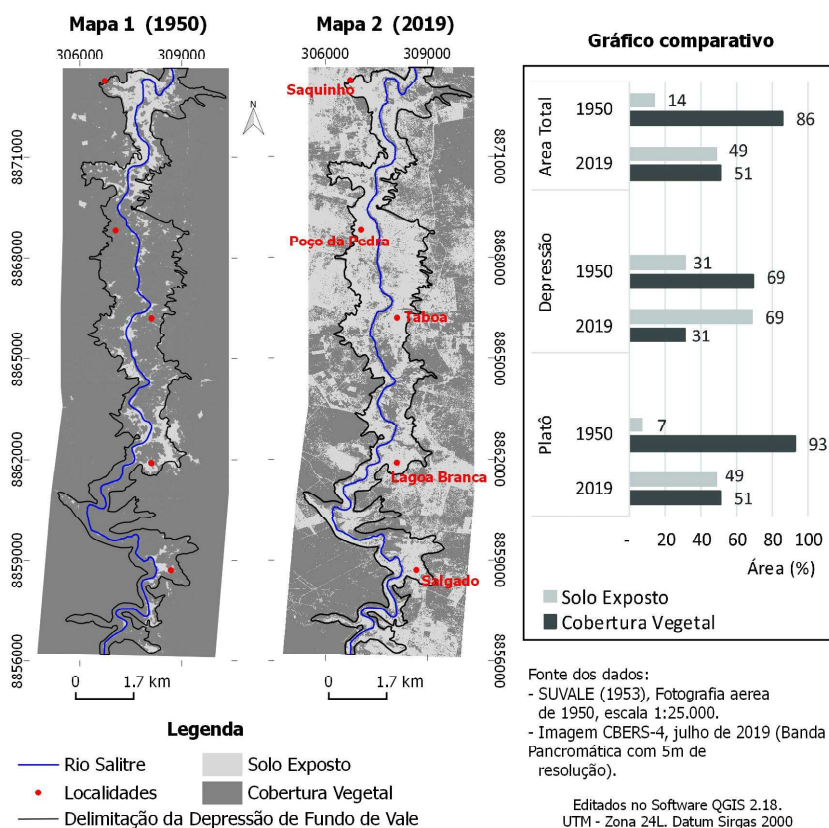 Mapa 1 (1950)
306000
309000
Mapa 2 (2019)
306000
309000
N
8871000
8868000
8865000
8862000
8859000
8856000
Saquinho
Poço da Pedra
Taboa
Lagoa Branca
Salgado
8871000
8868000
8865000
8862000
8859000
8856000
0
1.7 km
0
1.7 km
Gráfico comparativo
Área Total
1950
14
86
2019
49
51
Depressão
1950
31
69
2019
69
31
Platô
1950
7
93
2019
49
51
- 20 40 60 80 100
Área (%)
Solo Exposto
Cobertura Vegetal
Legenda
Rio Salitre
Solo Exposto
Localidades
Cobertura Vegetal
Delimitação da Depressão de Fundo de Vale
Fonte dos dados:
- SUVALE (1953), Fotografia aerea
de 1950, escala 1:25.000.
- Imagem CBERS-4, julho de 2019 (Banda
Pancromática com 5m de
resolução).
Editados no Software QGIS 2.18.
UTM - Zona 24L. Datum Sirgas 2000